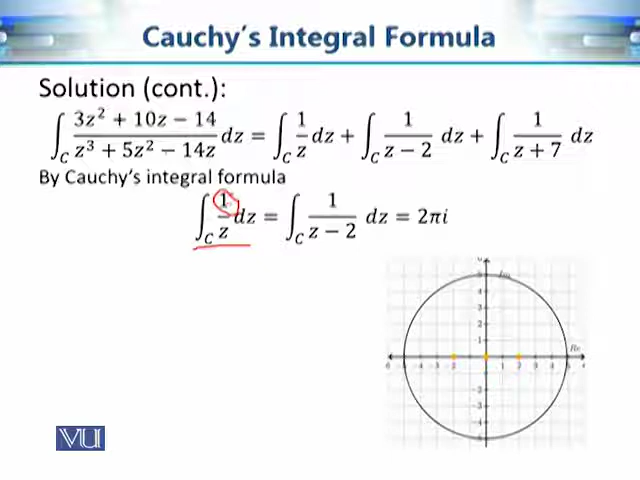 Cauchy's Integral Formula
Solution (cont.):
∫_C (3z² + 10z − 14)/(z³ + 5z² − 14z) dz = ∫_C 1/z dz + ∫_C 1/(z − 2) dz + ∫_C 1/(z + 7) dz
By Cauchy's integral formula
∫_C 1/z dz = ∫_C 1/(z − 2) dz = 2πi
Re
VU